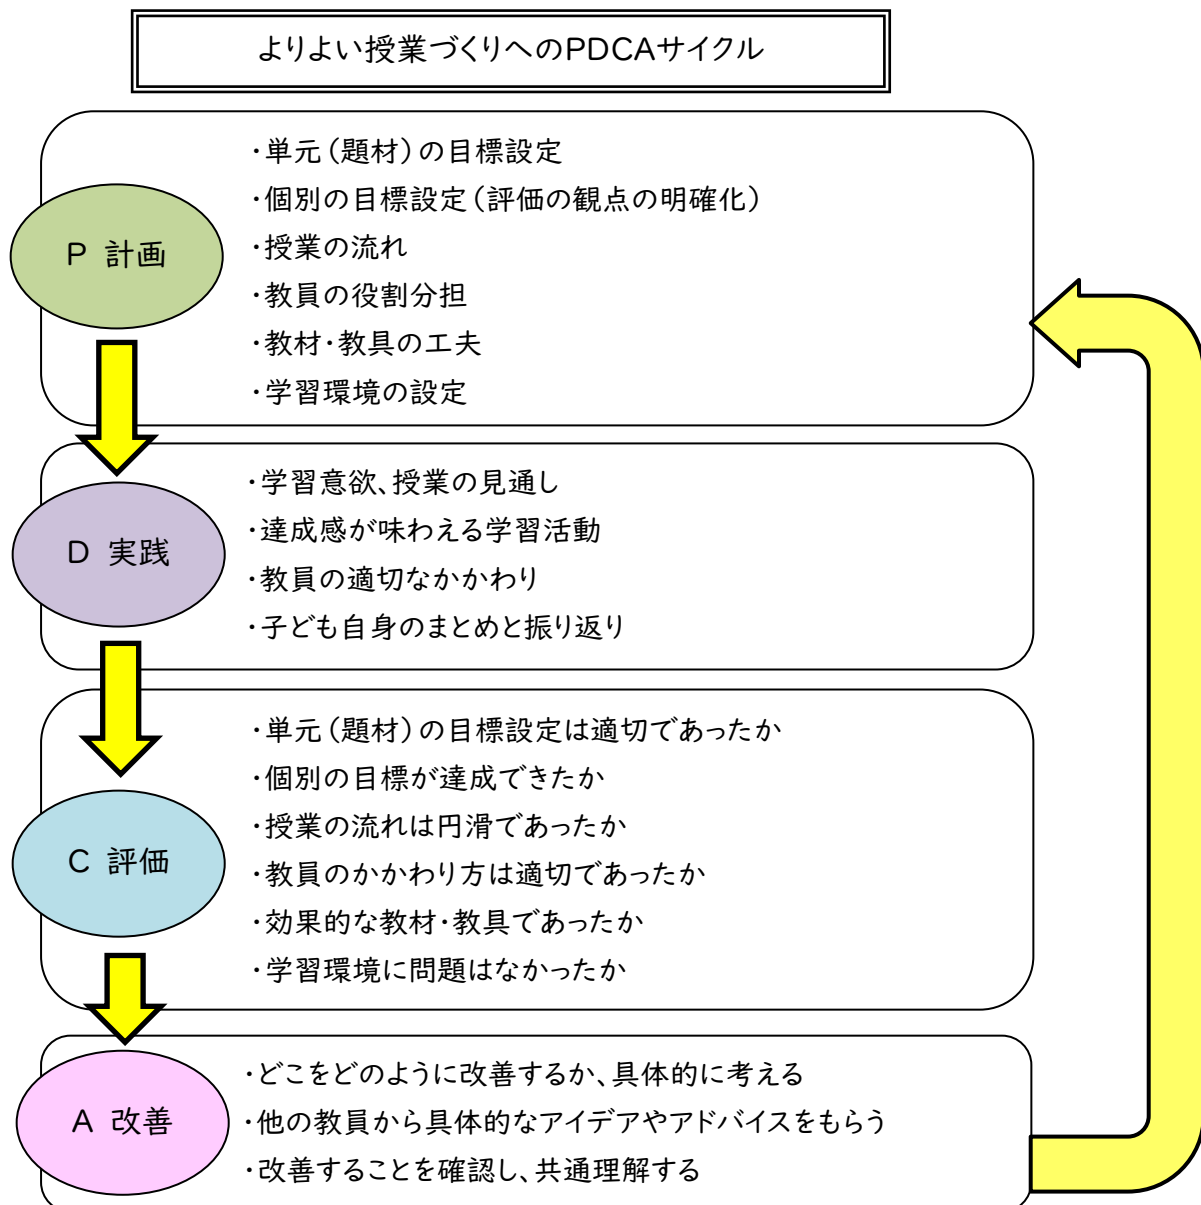 よりよい授業づくりへのPDCAサイクル
P 計画
・単元（題材）の目標設定
・個別の目標設定（評価の観点の明確化）
・授業の流れ
・教員の役割分担
・教材・教具の工夫
・学習環境の設定
D 実践
・学習意欲、授業の見通し
・達成感が味わえる学習活動
・教員の適切なかかわり
・子ども自身のまとめと振り返り
C 評価
・単元（題材）の目標設定は適切であったか
・個別の目標が達成できたか
・授業の流れは円滑であったか
・教員のかかわり方は適切であったか
・効果的な教材・教具であったか
・学習環境に問題はなかったか
A 改善
・どこをどのように改善するか、具体的に考える
・他の教員から具体的なアイデアやアドバイスをもらう
・改善することを確認し、共通理解する